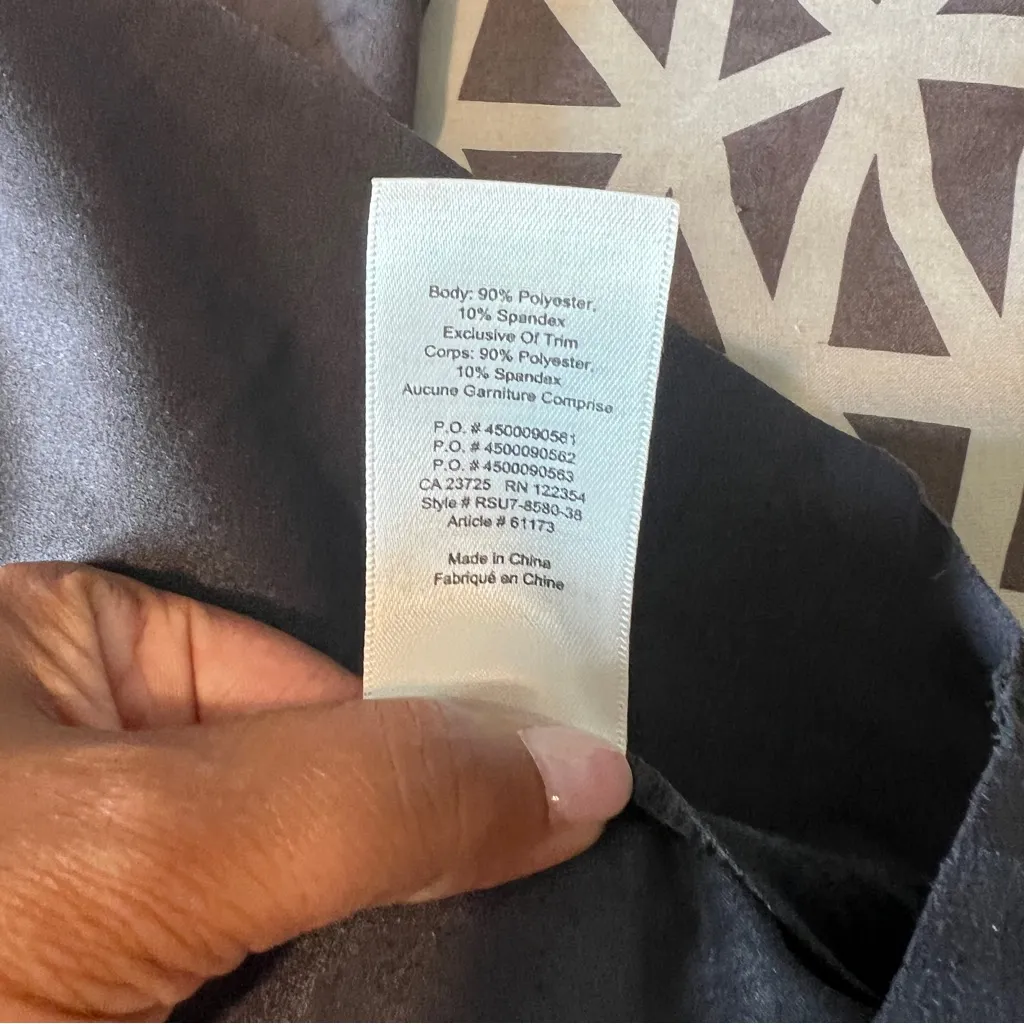 Body: 90% Polyester,
10% Spandex
Exclusive Of Trim
Corps: 90% Polyester,
10% Spandex
Aucune Garniture Comprise
P.O. # 4500090561
P.O. # 4500090562
P.O. # 4500090563
CA 23725 RN 122354
Style # RSU7-8580-38
Article # 61173
Made in China
Fabriqué en Chine